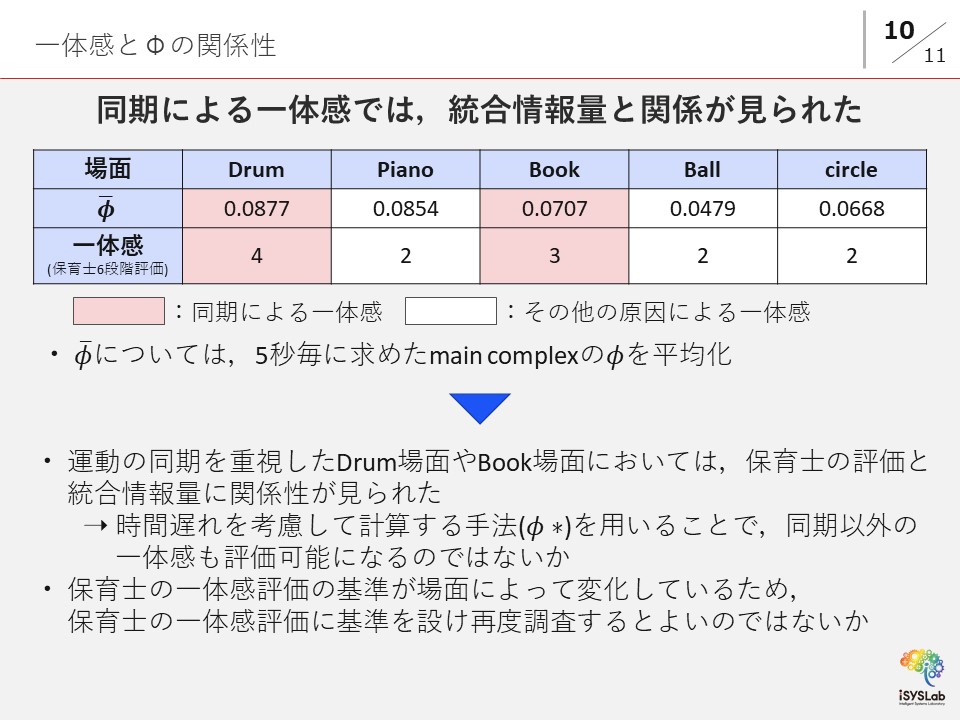 一体感とΦの関係性
10
11
同期による一体感では，統合情報量と関係が見られた
場面 Drum Piano Book Ball circle
ϕ̄ 0.0877 0.0854 0.0707 0.0479 0.0668
一体感
(保育士6段階評価) 4 2 3 2 2
：同期による一体感 ：その他の原因による一体感
・ ϕ̄については，5秒毎に求めたmain complexのϕを平均化
・ 運動の同期を重視したDrum場面やBook場面においては，保育士の評価と
統合情報量に関係性が見られた
→ 時間遅れを考慮して計算する手法(ϕ ∗)を用いることで，同期以外の
一体感も評価可能になるのではないか
・ 保育士の一体感評価の基準が場面によって変化しているため，
保育士の一体感評価に基準を設け再度調査するとよいのではないか
iSYSLab
Intelligent Systems Laboratory